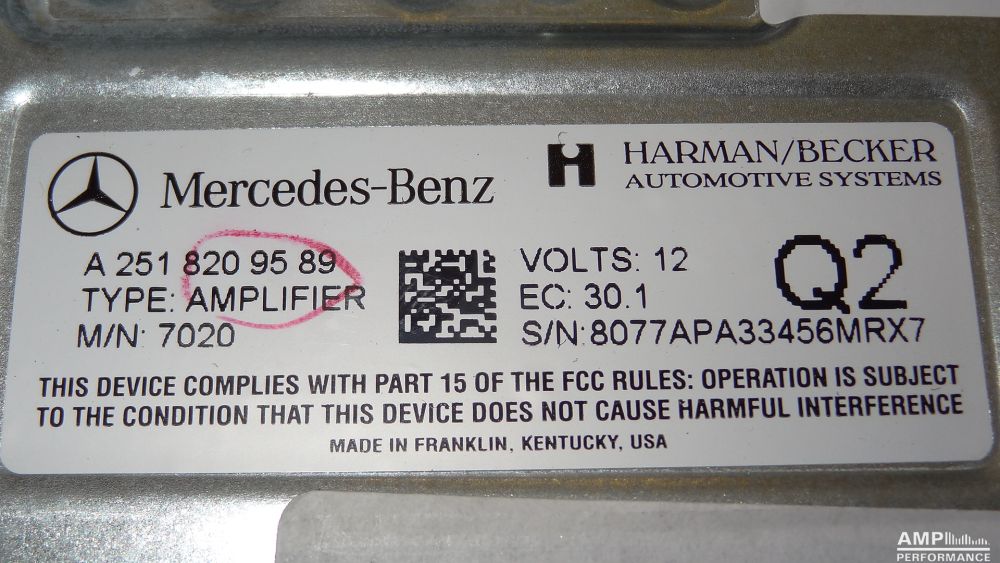 Mercedes-Benz
HARMAN/BECKER
AUTOMOTIVE SYSTEMS
A 251 820 95 89
TYPE: AMPLIFIER
M/N: 7020
VOLTS: 12
EC: 30.1
S/N: 8077APA33456MRX7
Q2
THIS DEVICE COMPLIES WITH PART 15 OF THE FCC RULES: OPERATION IS SUBJECT
TO THE CONDITION THAT THIS DEVICE DOES NOT CAUSE HARMFUL INTERFERENCE
MADE IN FRANKLIN, KENTUCKY, USA
AMP
PERFORMANCE